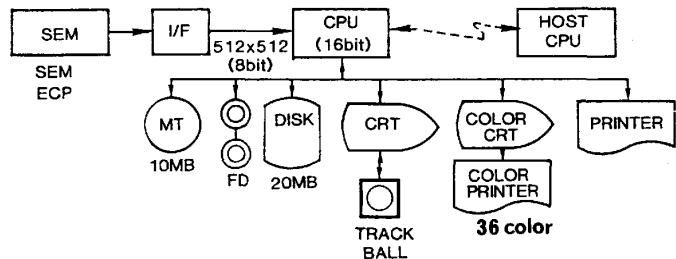 SEM
I/F
CPU
(16bit)
HOST
CPU
SEM
ECP
512x512
(8bit)
MT
10MB
FD
DISK
20MB
CRT
TRACK
BALL
COLOR
CRT
COLOR
PRINTER
36 color
PRINTER